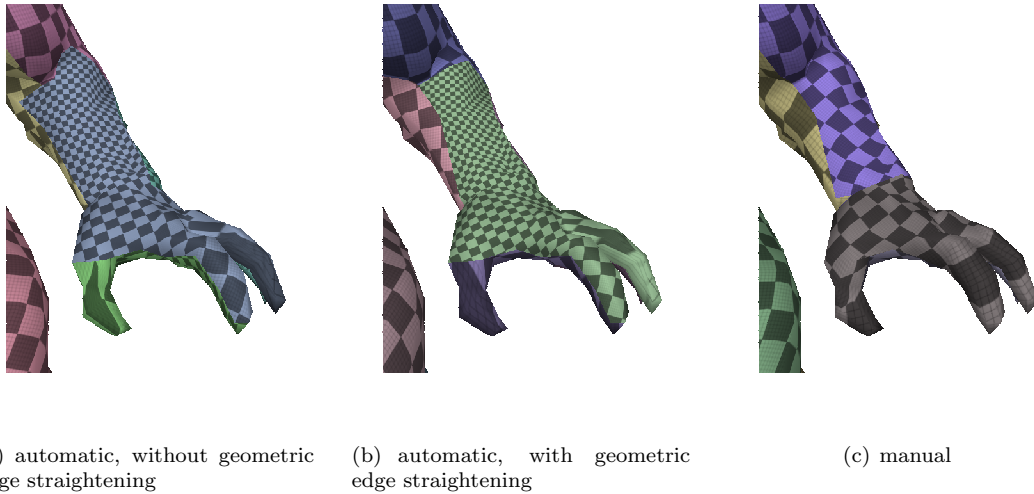 ) automatic, without geometric
ge straightening
(b) automatic, with geometric
edge straightening
(c) manual